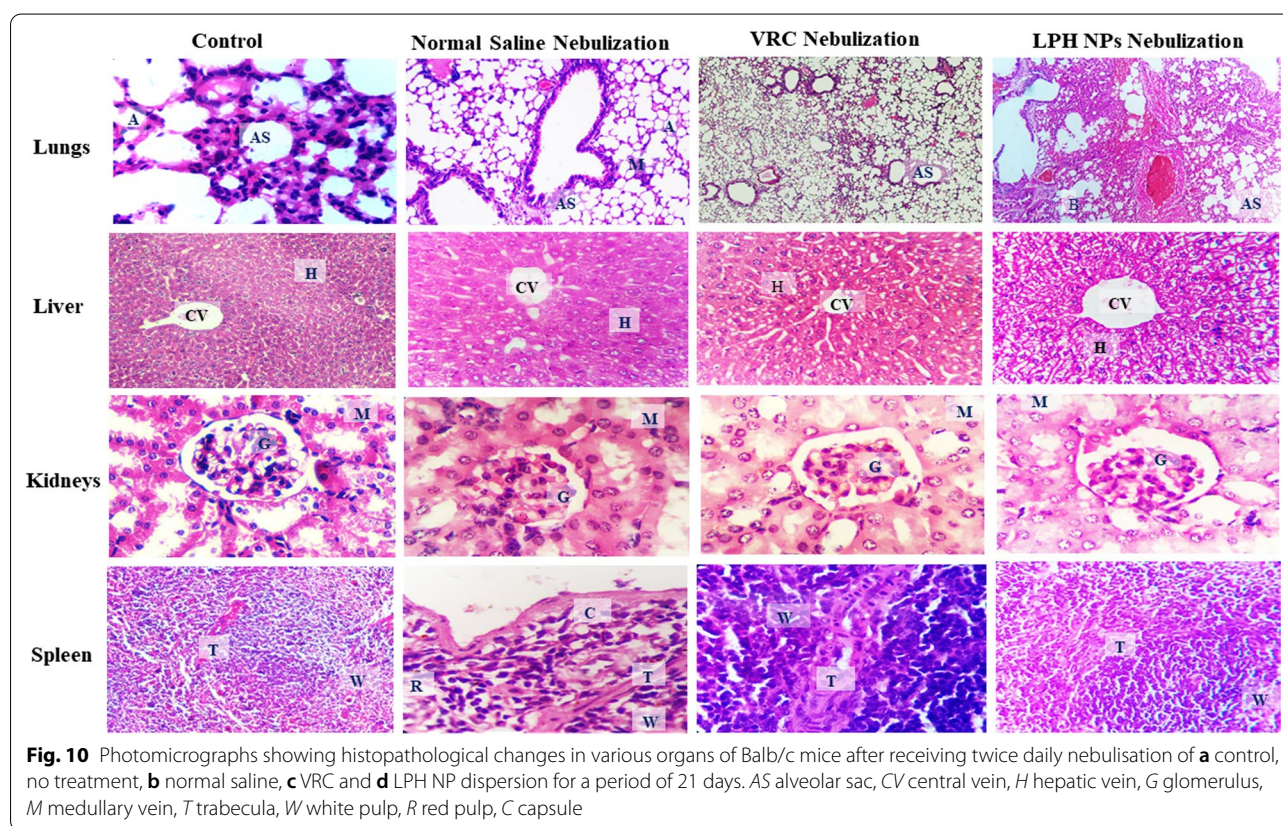 Control Normal Saline Nebulization VRC Nebulization LPH NPs Nebulization
Lungs
A AS
A M AS
AS
B AS
Liver
H CV
CV H
H CV
CV H
Kidneys
M G
M G
M G
M G
Spleen
T W
C R T W
W T
T W
Fig. 10 Photomicrographs showing histopathological changes in various organs of Balb/c mice after receiving twice daily nebulisation of a control,
no treatment, b normal saline, c VRC and d LPH NP dispersion for a period of 21 days. AS alveolar sac, CV central vein, H hepatic vein, G glomerulus,
M medullary vein, T trabecula, W white pulp, R red pulp, C capsule